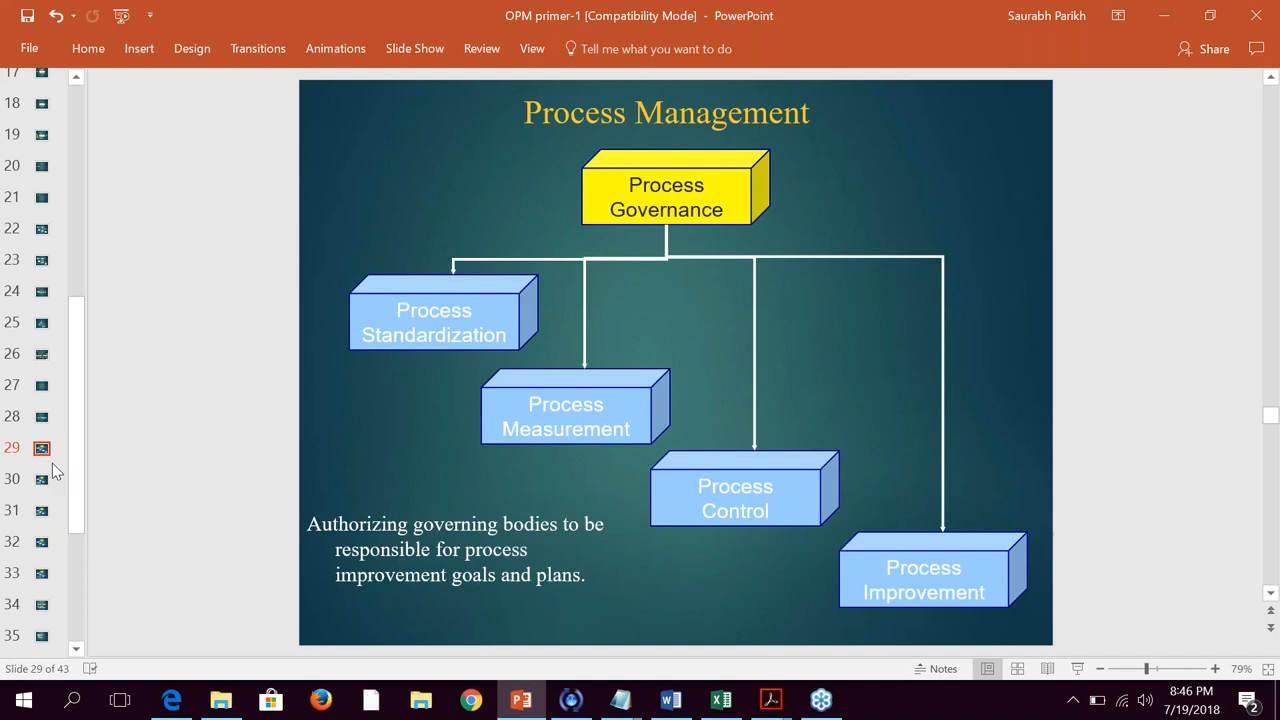 OPM primer-1 [Compatibility Mode] - PowerPoint
Saurabh Parikh
File Home Insert Design Transitions Animations Slide Show Review View Tell me what you want to do Share
17
18
19
20
21
22
23
24
25
26
27
28
29
30
31
32
33
34
35
Process Management
Process
Governance
Process
Standardization
Process
Measurement
Process
Control
Process
Improvement
Authorizing governing bodies to be
responsible for process
improvement goals and plans.
Slide 29 of 43
Notes
79%
8:46 PM
7/19/2018
2